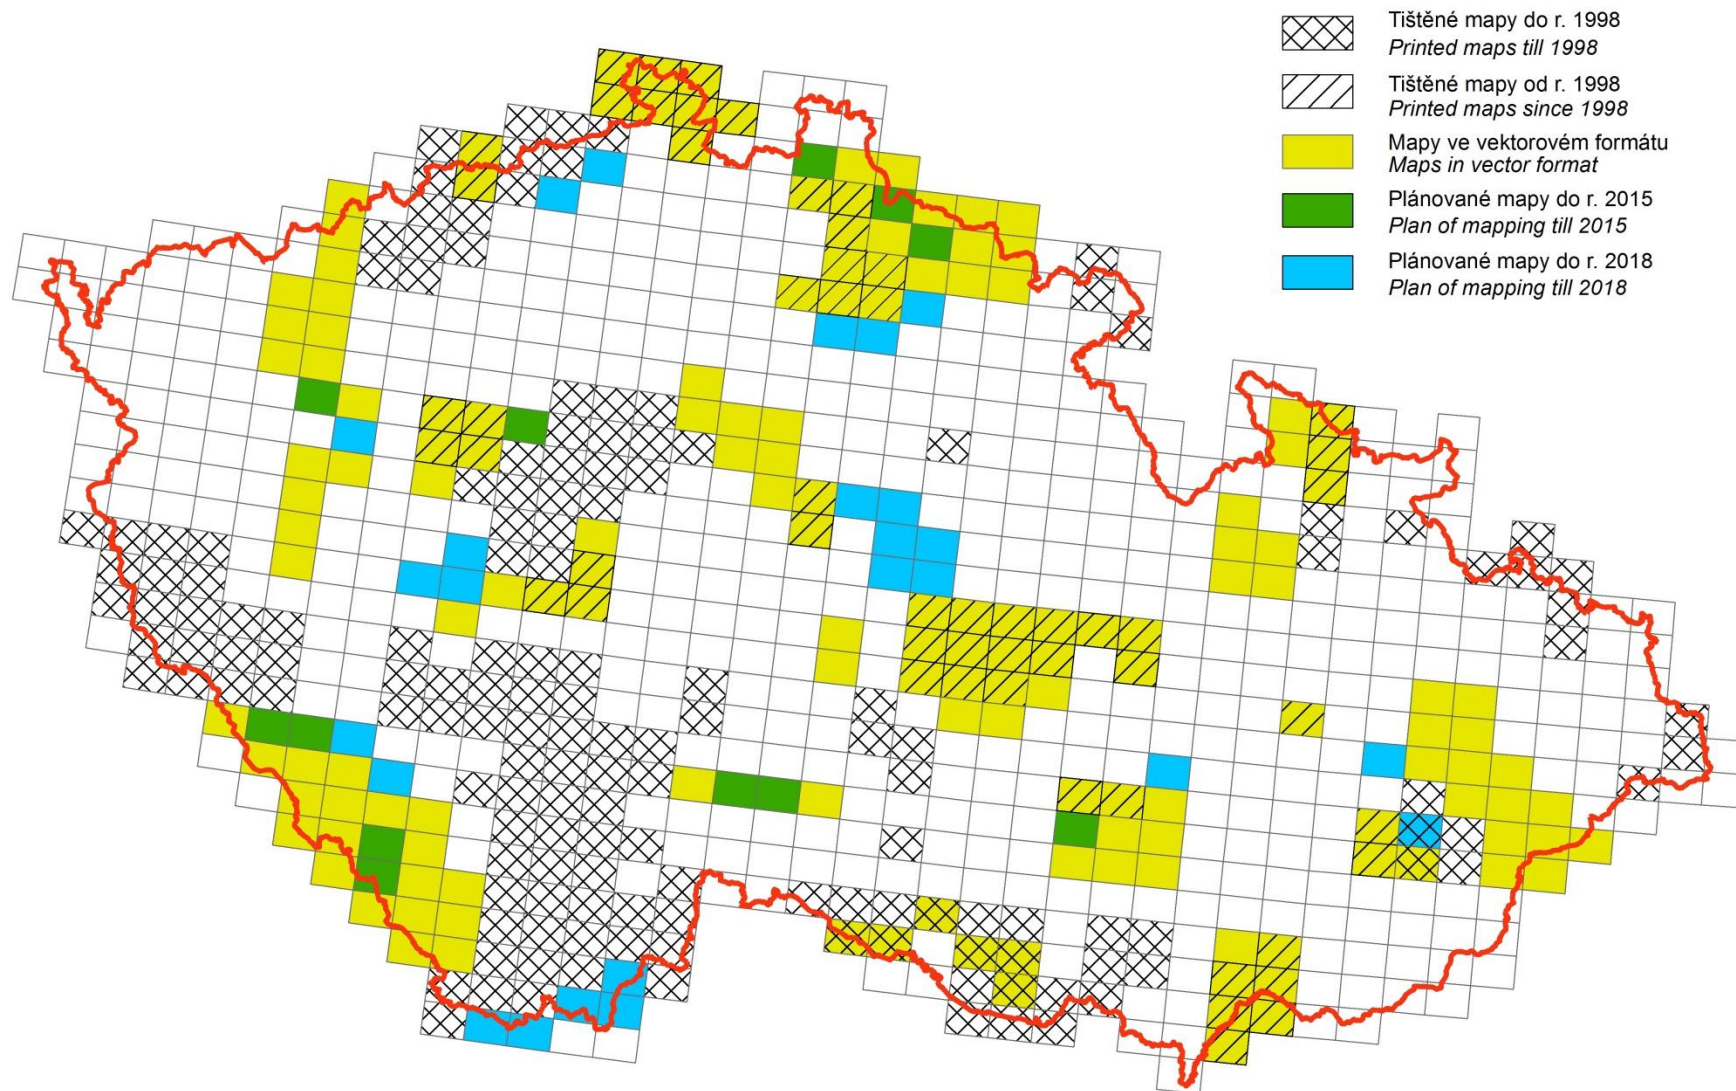 Tištěné mapy do r. 1998
Printed maps till 1998
Tištěné mapy od r. 1998
Printed maps since 1998
Mapy ve vektorovém formátu
Maps in vector format
Plánované mapy do r. 2015
Plan of mapping till 2015
Plánované mapy do r. 2018
Plan of mapping till 2018